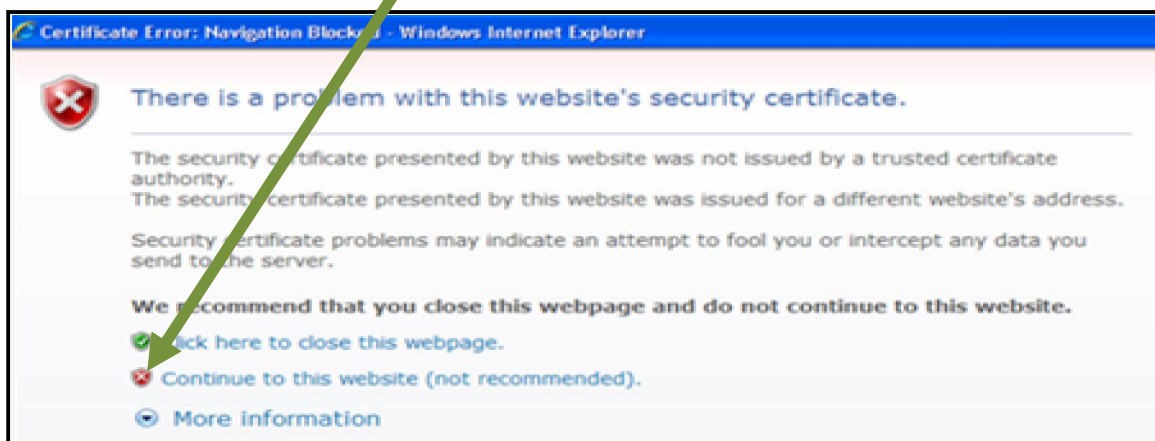 Certificate Error: Navigation Blocked - Windows Internet Explorer
There is a problem with this website's security certificate.
The security certificate presented by this website was not issued by a trusted certificate
authority.
The security certificate presented by this website was issued for a different website's address.
Security certificate problems may indicate an attempt to fool you or intercept any data you
send to the server.
We recommend that you close this webpage and do not continue to this website.
Click here to close this webpage.
Continue to this website (not recommended).
More information